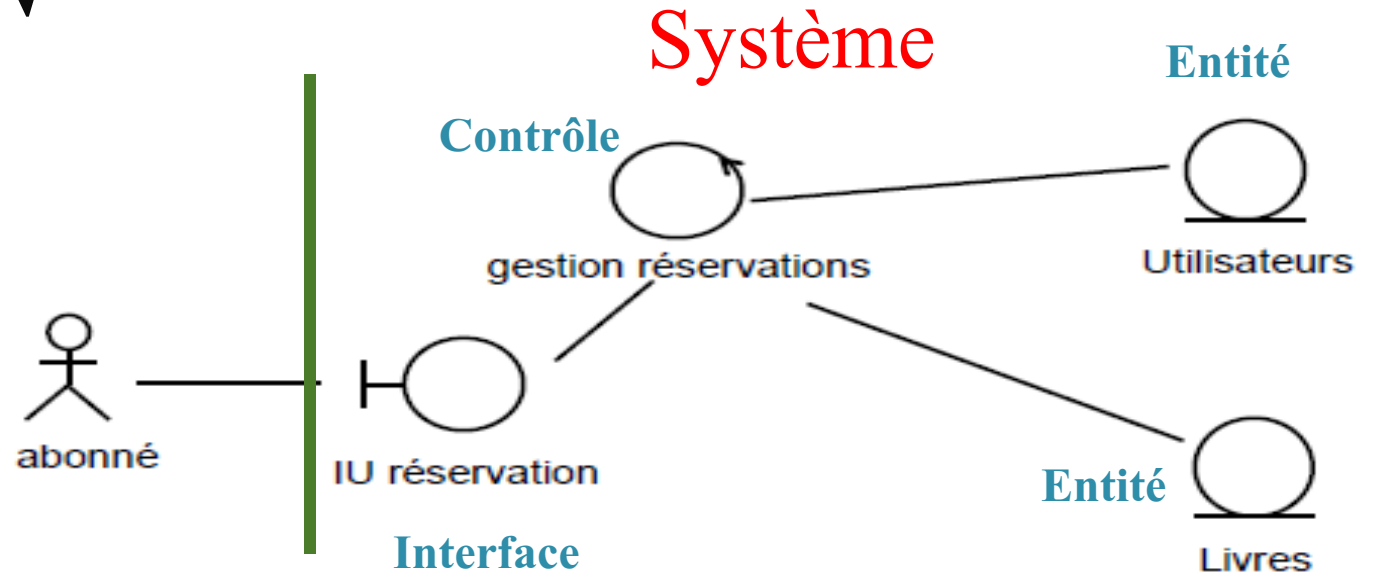 Système
Entité
Contrôle
gestion réservations
Utilisateurs
abonné
IU réservation
Entité
Interface
Livres